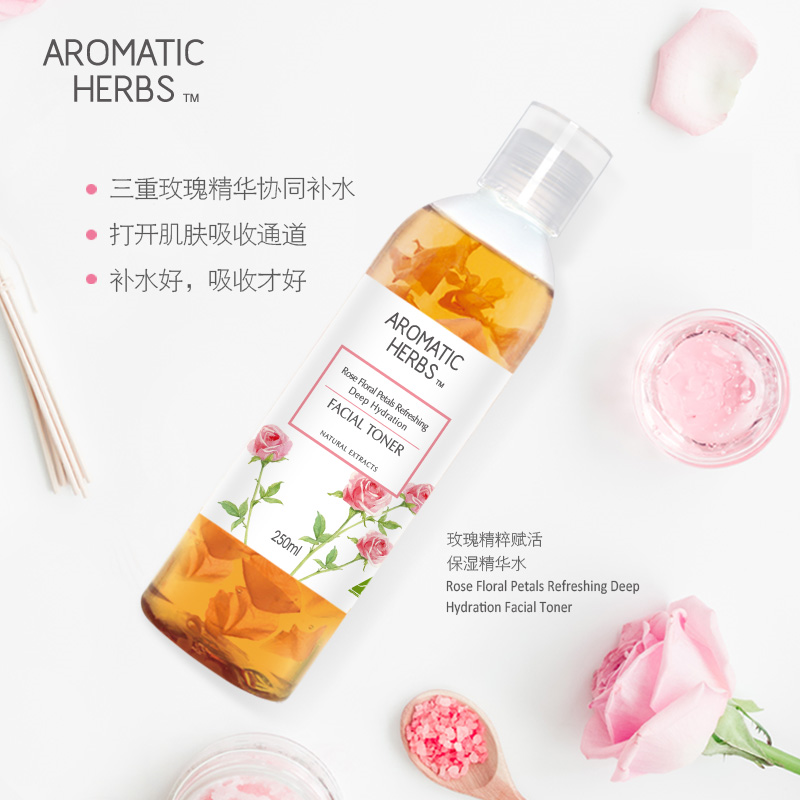 AROMATIC
HERBS TM
三重玫瑰精华协同补水
打开肌肤吸收通道
补水好，吸收才好
AROMATIC
HERBS TM
Rose Floral Petals Refreshing
Deep Hydration
FACIAL TONER
NATURAL EXTRACTS
250ml
玫瑰精粹赋活
保湿精华水
Rose Floral Petals Refreshing Deep
Hydration Facial Toner